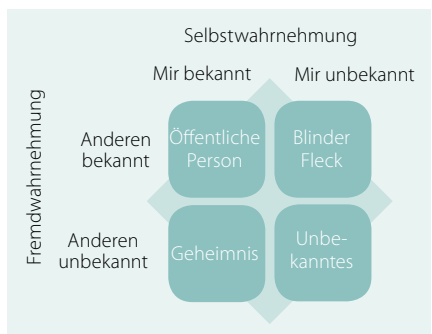 Selbstwahrnehmung
Mir bekannt
Mir unbekannt
Fremdwahrnehmung
Anderen
bekannt
Öffentliche
Person
Blinder
Fleck
Anderen
unbekannt
Geheimnis
Unbe-
kanntes